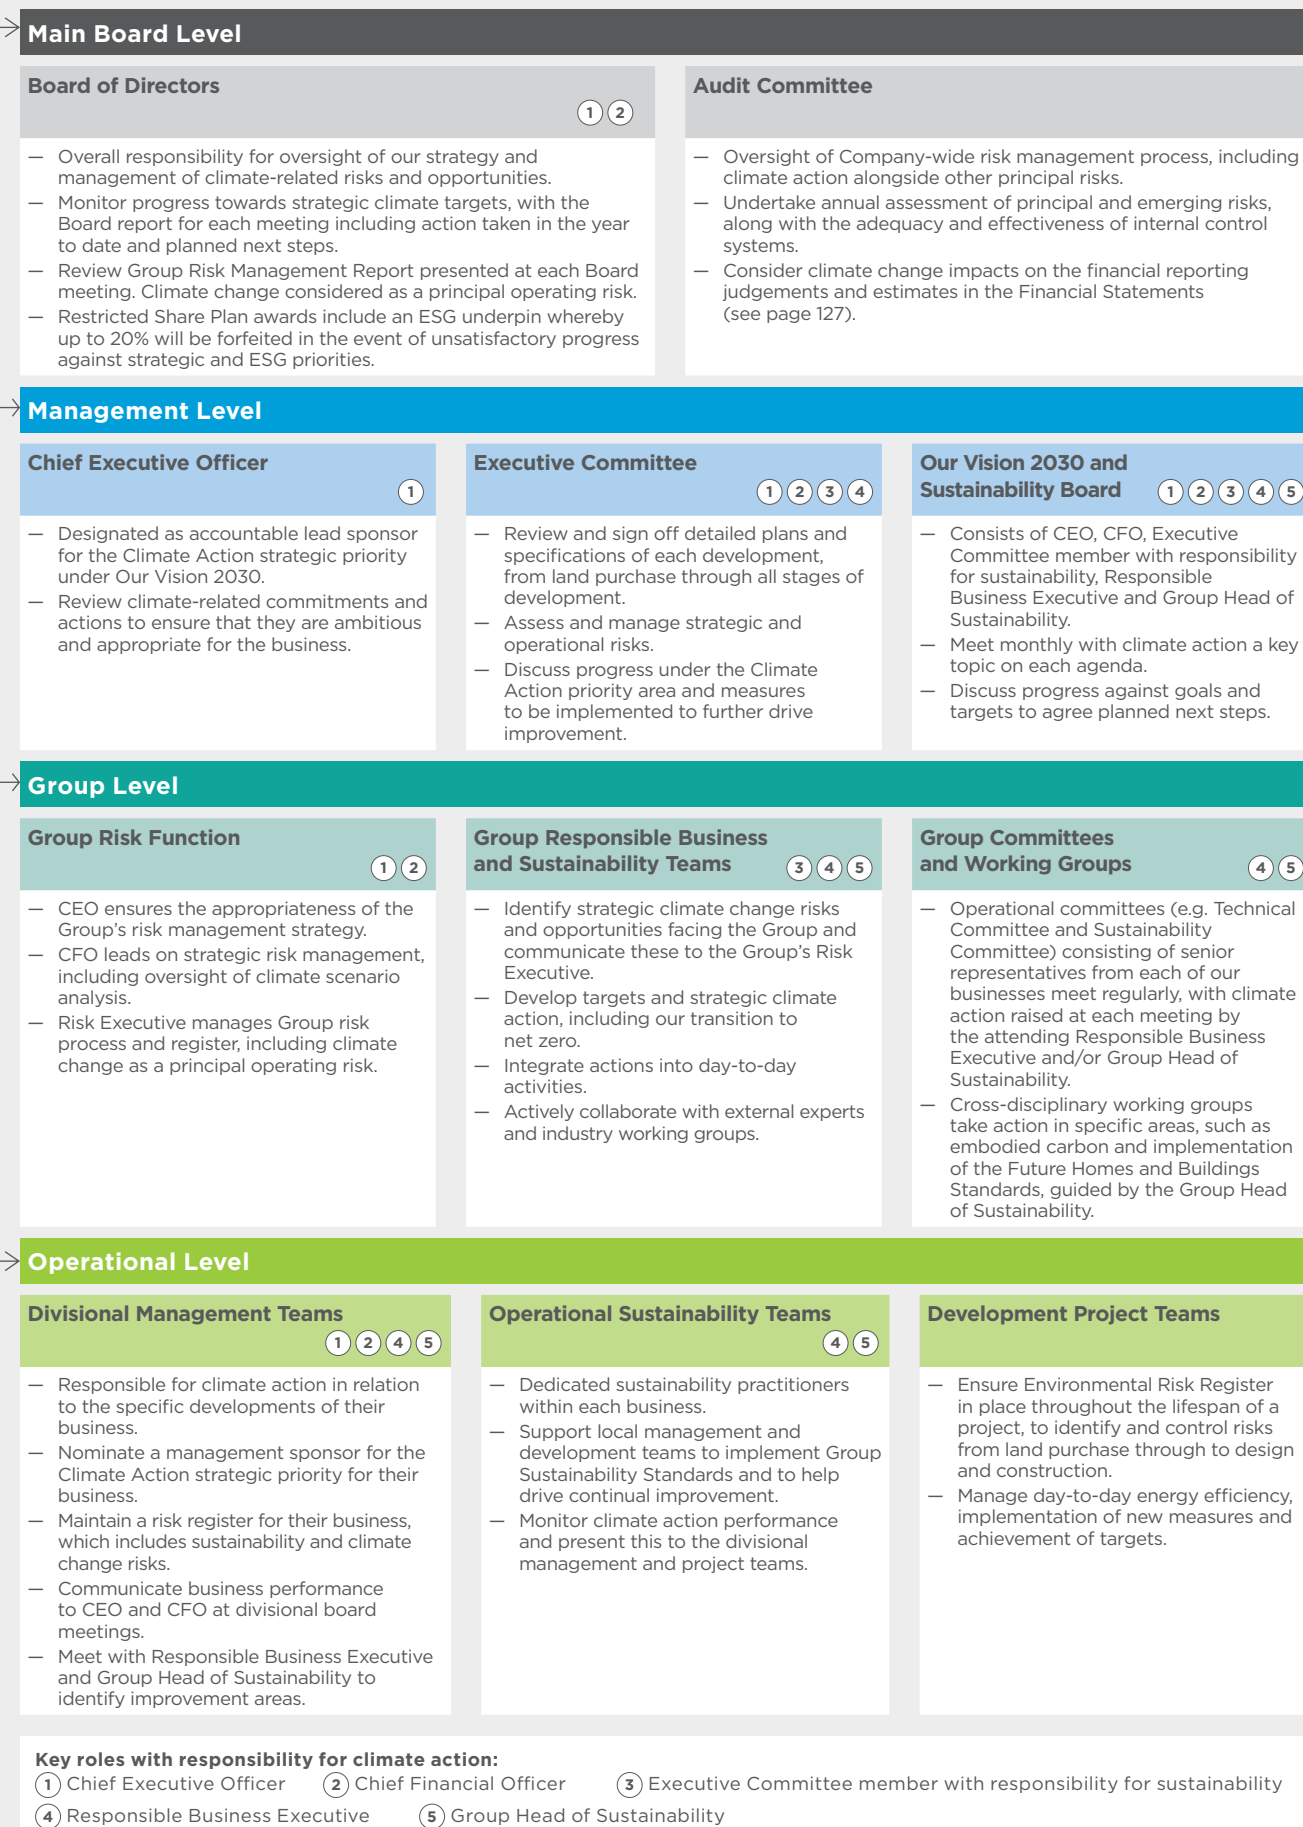 Main Board Level
Board of Directors
1 2
— Overall responsibility for oversight of our strategy and
management of climate-related risks and opportunities.
— Monitor progress towards strategic climate targets, with the
Board report for each meeting including action taken in the year
to date and planned next steps.
— Review Group Risk Management Report presented at each Board
meeting. Climate change considered as a principal operating risk.
— Restricted Share Plan awards include an ESG underpin whereby
up to 20% will be forfeited in the event of unsatisfactory progress
against strategic and ESG priorities.
Audit Committee
— Oversight of Company-wide risk management process, including
climate action alongside other principal risks.
— Undertake annual assessment of principal and emerging risks,
along with the adequacy and effectiveness of internal control
systems.
— Consider climate change impacts on the financial reporting
judgements and estimates in the Financial Statements
(see page 127).
Management Level
Chief Executive Officer
1
— Designated as accountable lead sponsor
for the Climate Action strategic priority
under Our Vision 2030.
— Review climate-related commitments and
actions to ensure that they are ambitious
and appropriate for the business.
Executive Committee
1 2 3 4
— Review and sign off detailed plans and
specifications of each development,
from land purchase through all stages of
development.
— Assess and manage strategic and
operational risks.
— Discuss progress under the Climate
Action priority area and measures
to be implemented to further drive
improvement.
Our Vision 2030 and
Sustainability Board 1 2 3 4 5
— Consists of CEO, CFO, Executive
Committee member with responsibility
for sustainability, Responsible
Business Executive and Group Head of
Sustainability.
— Meet monthly with climate action a key
topic on each agenda.
— Discuss progress against goals and
targets to agree planned next steps.
Group Level
Group Risk Function
1 2
— CEO ensures the appropriateness of the
Group's risk management strategy.
— CFO leads on strategic risk management,
including oversight of climate scenario
analysis.
— Risk Executive manages Group risk
process and register, including climate
change as a principal operating risk.
Group Responsible Business
and Sustainability Teams 3 4 5
— Identify strategic climate change risks
and opportunities facing the Group and
communicate these to the Group's Risk
Executive.
— Develop targets and strategic climate
action, including our transition to
net zero.
— Integrate actions into day-to-day
activities.
— Actively collaborate with external experts
and industry working groups.
Group Committees
and Working Groups 4 5
— Operational committees (e.g. Technical
Committee and Sustainability
Committee) consisting of senior
representatives from each of our
businesses meet regularly, with climate
action raised at each meeting by
the attending Responsible Business
Executive and/or Group Head of
Sustainability.
— Cross-disciplinary working groups
take action in specific areas, such as
embodied carbon and implementation
of the Future Homes and Buildings
Standards, guided by the Group Head
of Sustainability.
Operational Level
Divisional Management Teams
1 2 4 5
— Responsible for climate action in relation
to the specific developments of their
business.
— Nominate a management sponsor for the
Climate Action strategic priority for their
business.
— Maintain a risk register for their business,
which includes sustainability and climate
change risks.
— Communicate business performance
to CEO and CFO at divisional board
meetings.
— Meet with Responsible Business Executive
and Group Head of Sustainability to
identify improvement areas.
Operational Sustainability Teams
4 5
— Dedicated sustainability practitioners
within each business.
— Support local management and
development teams to implement Group
Sustainability Standards and to help
drive continual improvement.
— Monitor climate action performance
and present this to the divisional
management and project teams.
Development Project Teams
— Ensure Environmental Risk Register
in place throughout the lifespan of a
project, to identify and control risks
from land purchase through to design
and construction.
— Manage day-to-day energy efficiency,
implementation of new measures and
achievement of targets.
Key roles with responsibility for climate action:
1 Chief Executive Officer 2 Chief Financial Officer 3 Executive Committee member with responsibility for sustainability
4 Responsible Business Executive 5 Group Head of Sustainability